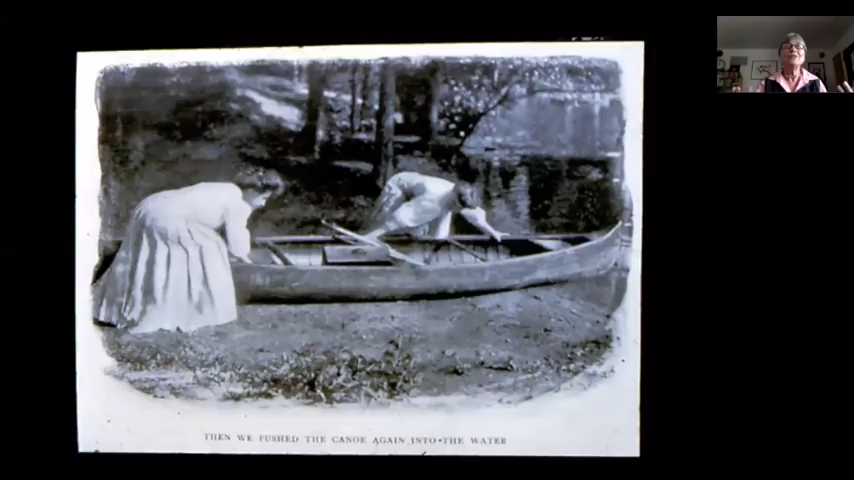 THEN WE PUSHED THE CANOE AGAIN INTO THE WATER